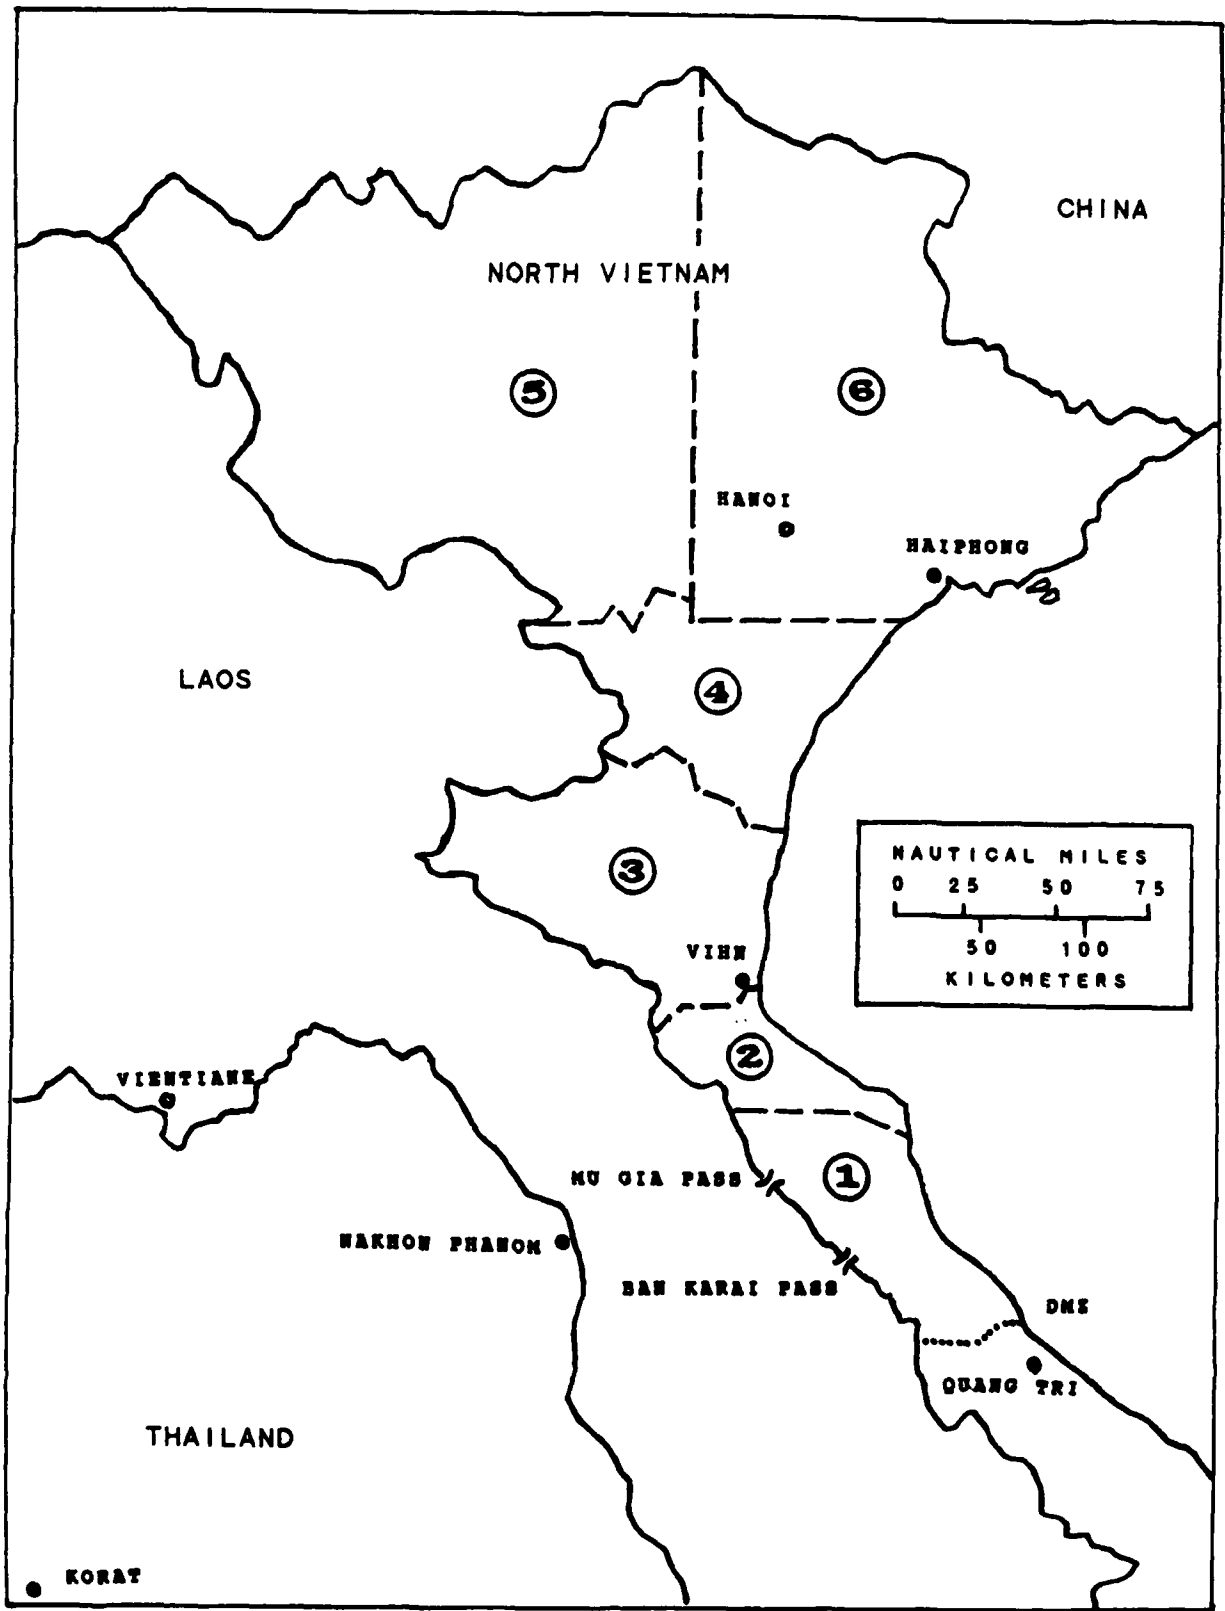 CHINA
NORTH VIETNAM
5
6
HANOI
HAIPHONG
LAOS
4
NAUTICAL MILES
0 25 50 75
50 100
KILOMETERS
3
VIHN
2
VIENTIANE
MU GIA PASS
1
NAKHON PHANOM
BAN KARAI PASS
DMZ
QUANG TRI
THAILAND
KORAT